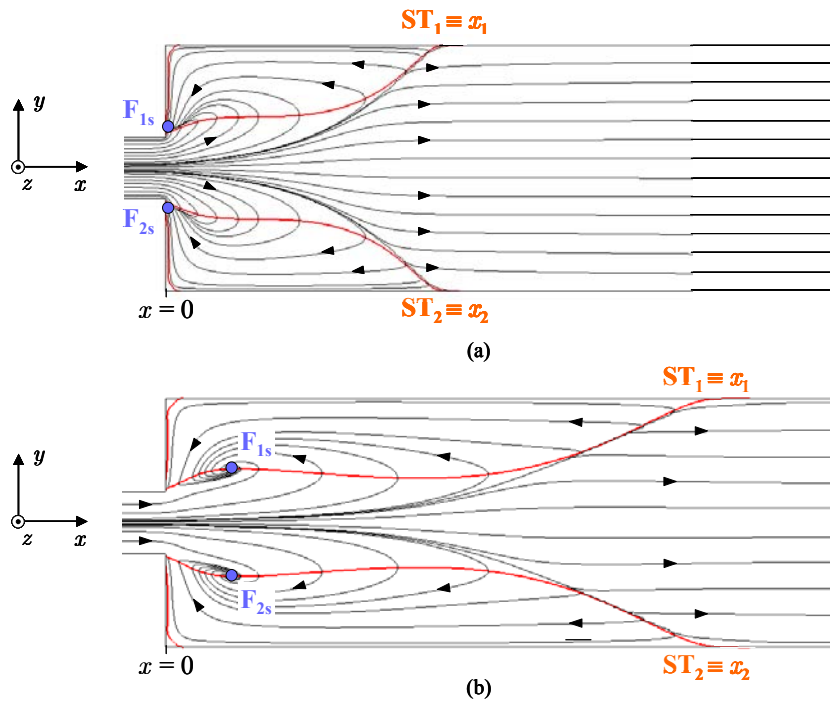 ST₁ ≡ x₁
F₁ₛ
y
z x
F₂ₛ
x = 0
ST₂ ≡ x₂
(a)
ST₁ ≡ x₁
F₁ₛ
y
z x
F₂ₛ
x = 0
ST₂ ≡ x₂
(b)